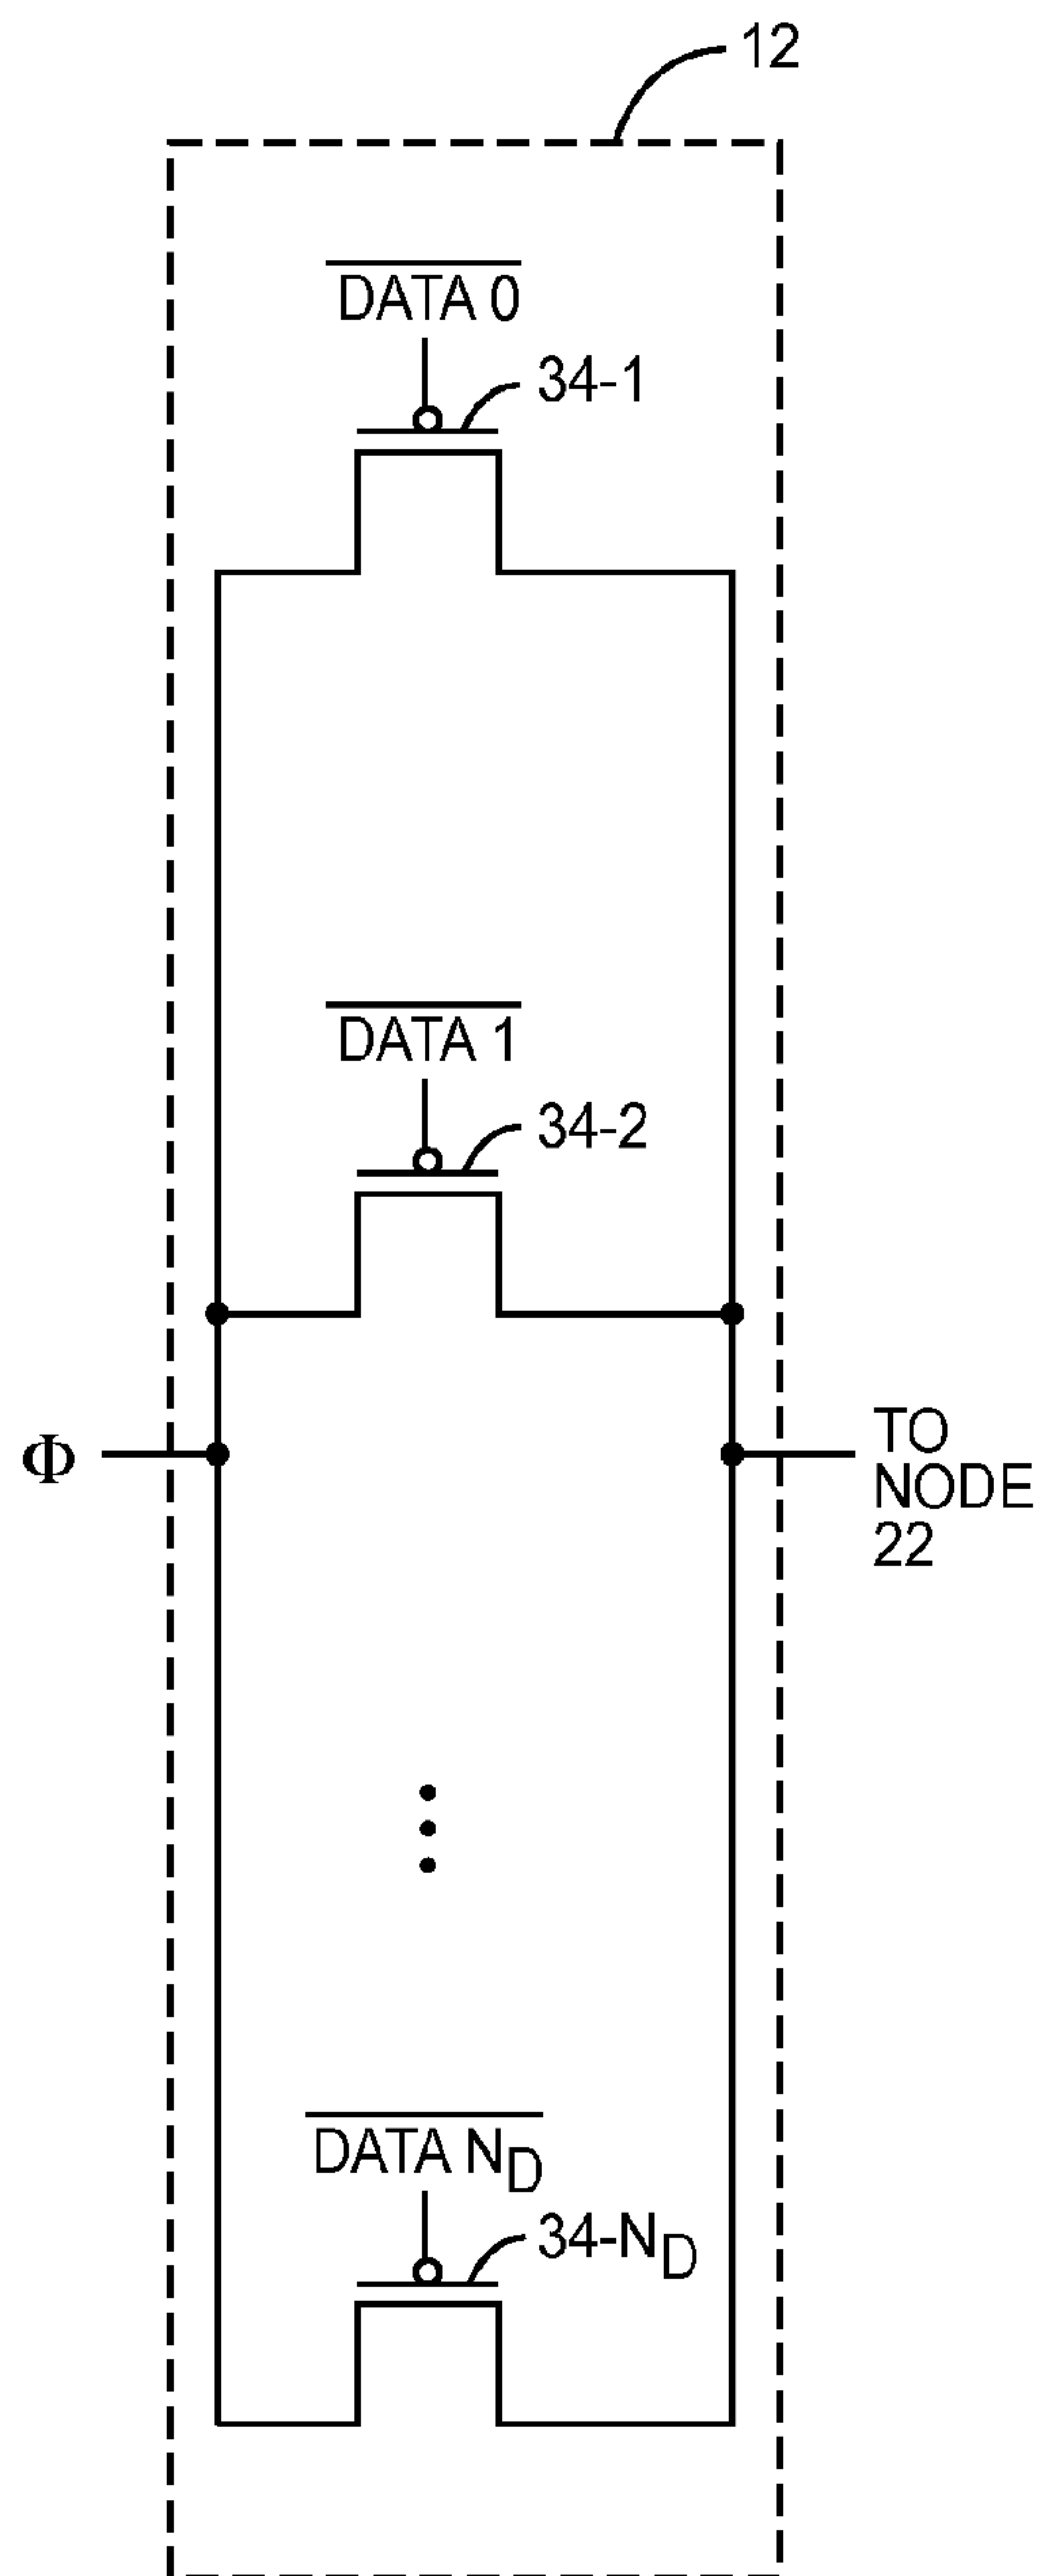 12
DATA 0
34-1
DATA 1
34-2
Φ
TO
NODE
22
DATA N_D
34-N_D